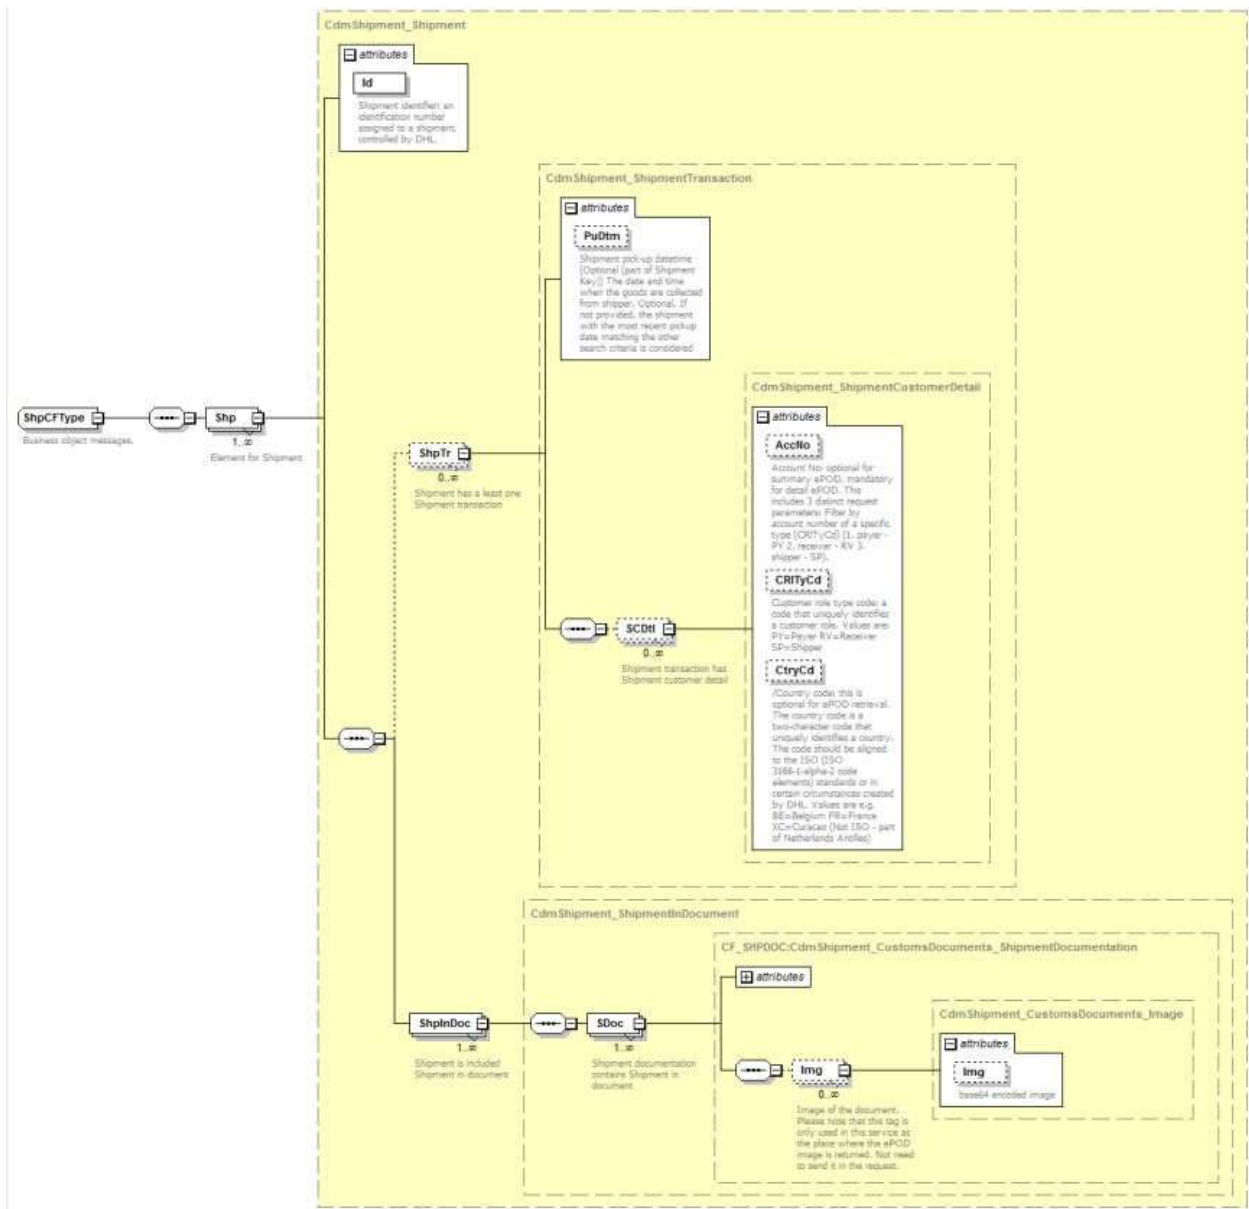 CdmShipment_Shipment
attributes
Id
Shipment identifier: an
identification number
assigned to a shipment,
controlled by DHL.
CdmShipment_ShipmentTransaction
attributes
PuDtm
Shipment pick-up datetime
(Optional (part of Shipment
Key)) The date and time
when the goods are collected
from shipper. Optional. If
not provided, the shipment
with the most recent pickup
date matching the other
search criteria is considered
CdmShipment_ShipmentCustomerDetail
attributes
AccNo
Account No: optional for
summary ePOD, mandatory
for detail ePOD. This
includes 3 distinct request
parameters: Filter by
account number of a specific
type (CRlTyCd) (1. payer -
PY 2. receiver - RV 3.
shipper - SP).
CRlTyCd
Customer role type code: a
code that uniquely identifies
a customer role. Values are:
PY=Payer RV=Receiver
SP=Shipper
CtryCd
/Country code: this is
optional for ePOD retrieval.
The country code is a
two-character code that
uniquely identifies a country.
The code should be aligned
to the ISO (ISO
3166-1-alpha-2 code
elements) standards or in
certain circumstances created
by DHL. Values are e.g.
BE=Belgium FR=France
XC=Curacao (Not ISO - part
of Netherlands Antilles)
ShpCFType
Business object messages.
Shp
1..∞
Element for Shipment
ShpTr
0..∞
Shipment has a least one
Shipment transaction
SCDtl
0..∞
Shipment transaction has
Shipment customer detail
CdmShipment_ShipmentInDocument
CF_SHPDOC:CdmShipment_CustomsDocuments_ShipmentDocumentation
attributes
ShpInDoc
1..∞
Shipment is included
Shipment in document
SDoc
1..∞
Shipment documentation
contains Shipment in
document
Img
0..∞
Image of the document.
Please note that this tag is
only used in this service as
the place where the ePOD
image is returned. Not need
to send it in the request.
CdmShipment_CustomsDocuments_Image
attributes
Img
base64 encoded image